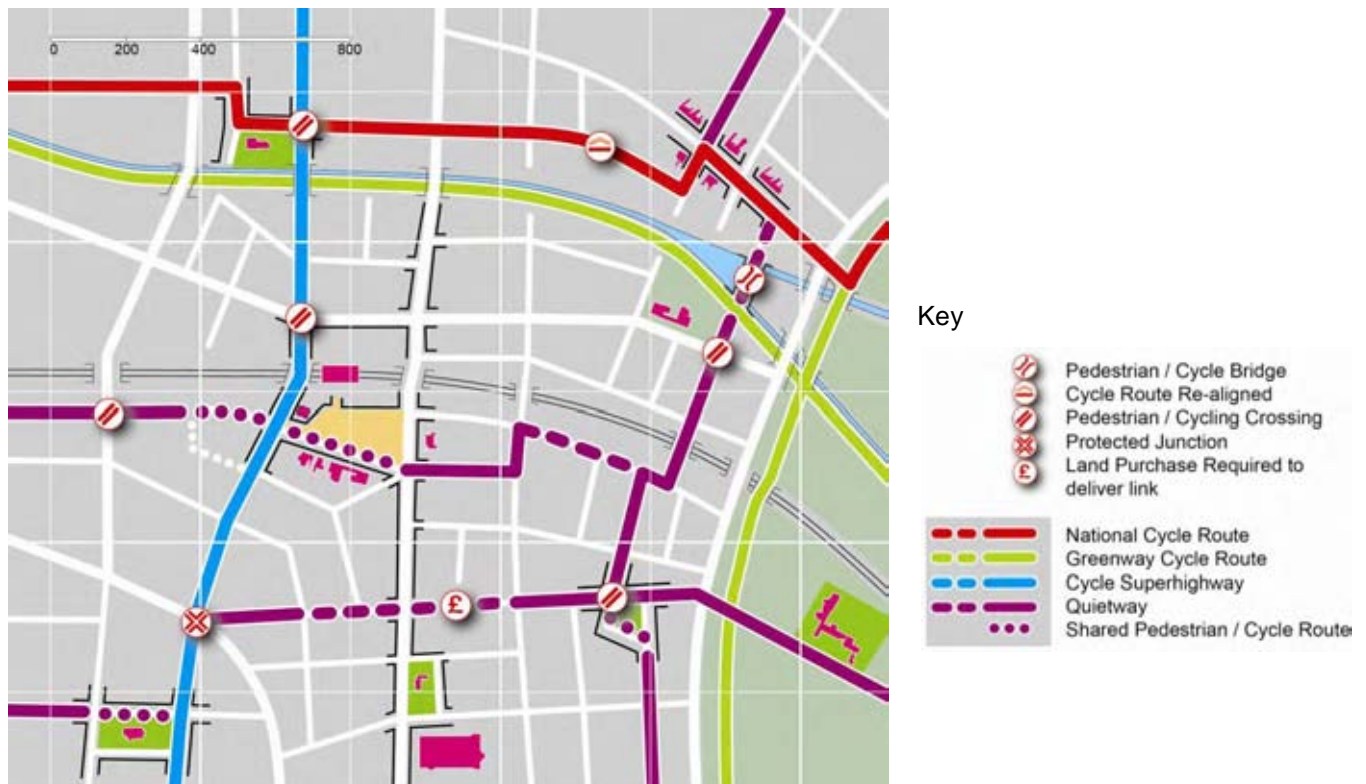 0 200 400 800
Key
Pedestrian / Cycle Bridge
Cycle Route Re-aligned
Pedestrian / Cycling Crossing
Protected Junction
£
Land Purchase Required to
deliver link
National Cycle Route
Greenway Cycle Route
Cycle Superhighway
£
Quietway
Shared Pedestrian / Cycle Route